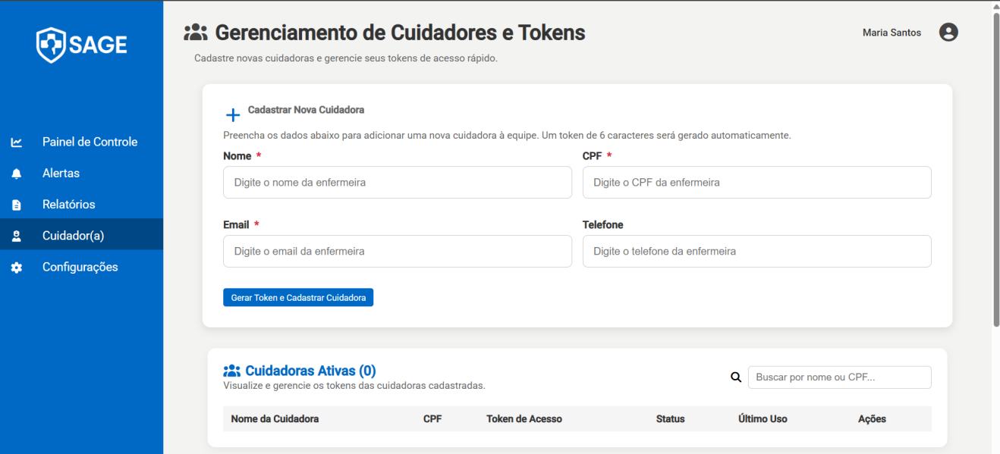 SAGE
Painel de Controle
Alertas
Relatórios
Cuidador(a)
Configurações
Gerenciamento de Cuidadores e Tokens
Maria Santos
Cadastre novas cuidadoras e gerencie seus tokens de acesso rápido.
Cadastrar Nova Cuidadora
Preencha os dados abaixo para adicionar uma nova cuidadora à equipe. Um token de 6 caracteres será gerado automaticamente.
Nome * CPF *
Digite o nome da enfermeira Digite o CPF da enfermeira
Email * Telefone
Digite o email da enfermeira Digite o telefone da enfermeira
Gerar Token e Cadastrar Cuidadora
Cuidadoras Ativas (0)
Visualize e gerencie os tokens das cuidadoras cadastradas.
Buscar por nome ou CPF...
Nome da Cuidadora CPF Token de Acesso Status Último Uso Ações